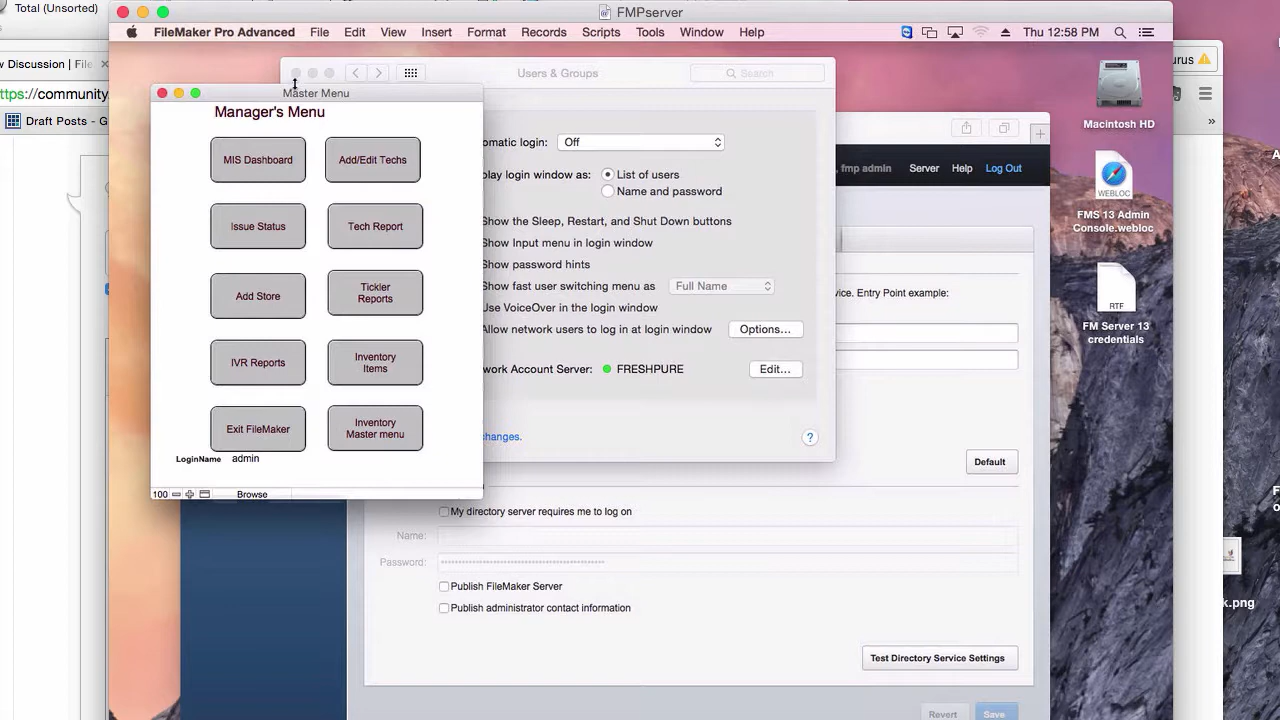 Total (Unsorted)
FMPserver
FileMaker Pro Advanced File Edit View Insert Format Records Scripts Tools Window Help Thu 12:58 PM
ew Discussion | File
ttps://community
Draft Posts - G
urus
»
Users & Groups
Search
Master Menu
Manager's Menu
MIS Dashboard
Add/Edit Techs
Issue Status
Tech Report
Add Store
Tickler
Reports
IVR Reports
Inventory
Items
Exit FileMaker
Inventory
Master menu
LoginName admin
100 Browse
omatic login: Off
play login window as: List of users
Name and password
Show the Sleep, Restart, and Shut Down buttons
Show Input menu in login window
Show password hints
Show fast user switching menu as Full Name
Use VoiceOver in the login window
Allow network users to log in at login window Options...
work Account Server: FRESHPURE Edit...
changes.
?
, fmp admin Server Help Log Out
vice. Entry Point example:
Default
My directory server requires me to log on
Name:
Password: ••••••••••••••••••••••••••••••••••••••••
Publish FileMaker Server
Publish administrator contact information
Test Directory Service Settings
Revert Save
Macintosh HD
WEBLOC
FMS 13 Admin
Console.webloc
RTF
FM Server 13
credentials
k.png